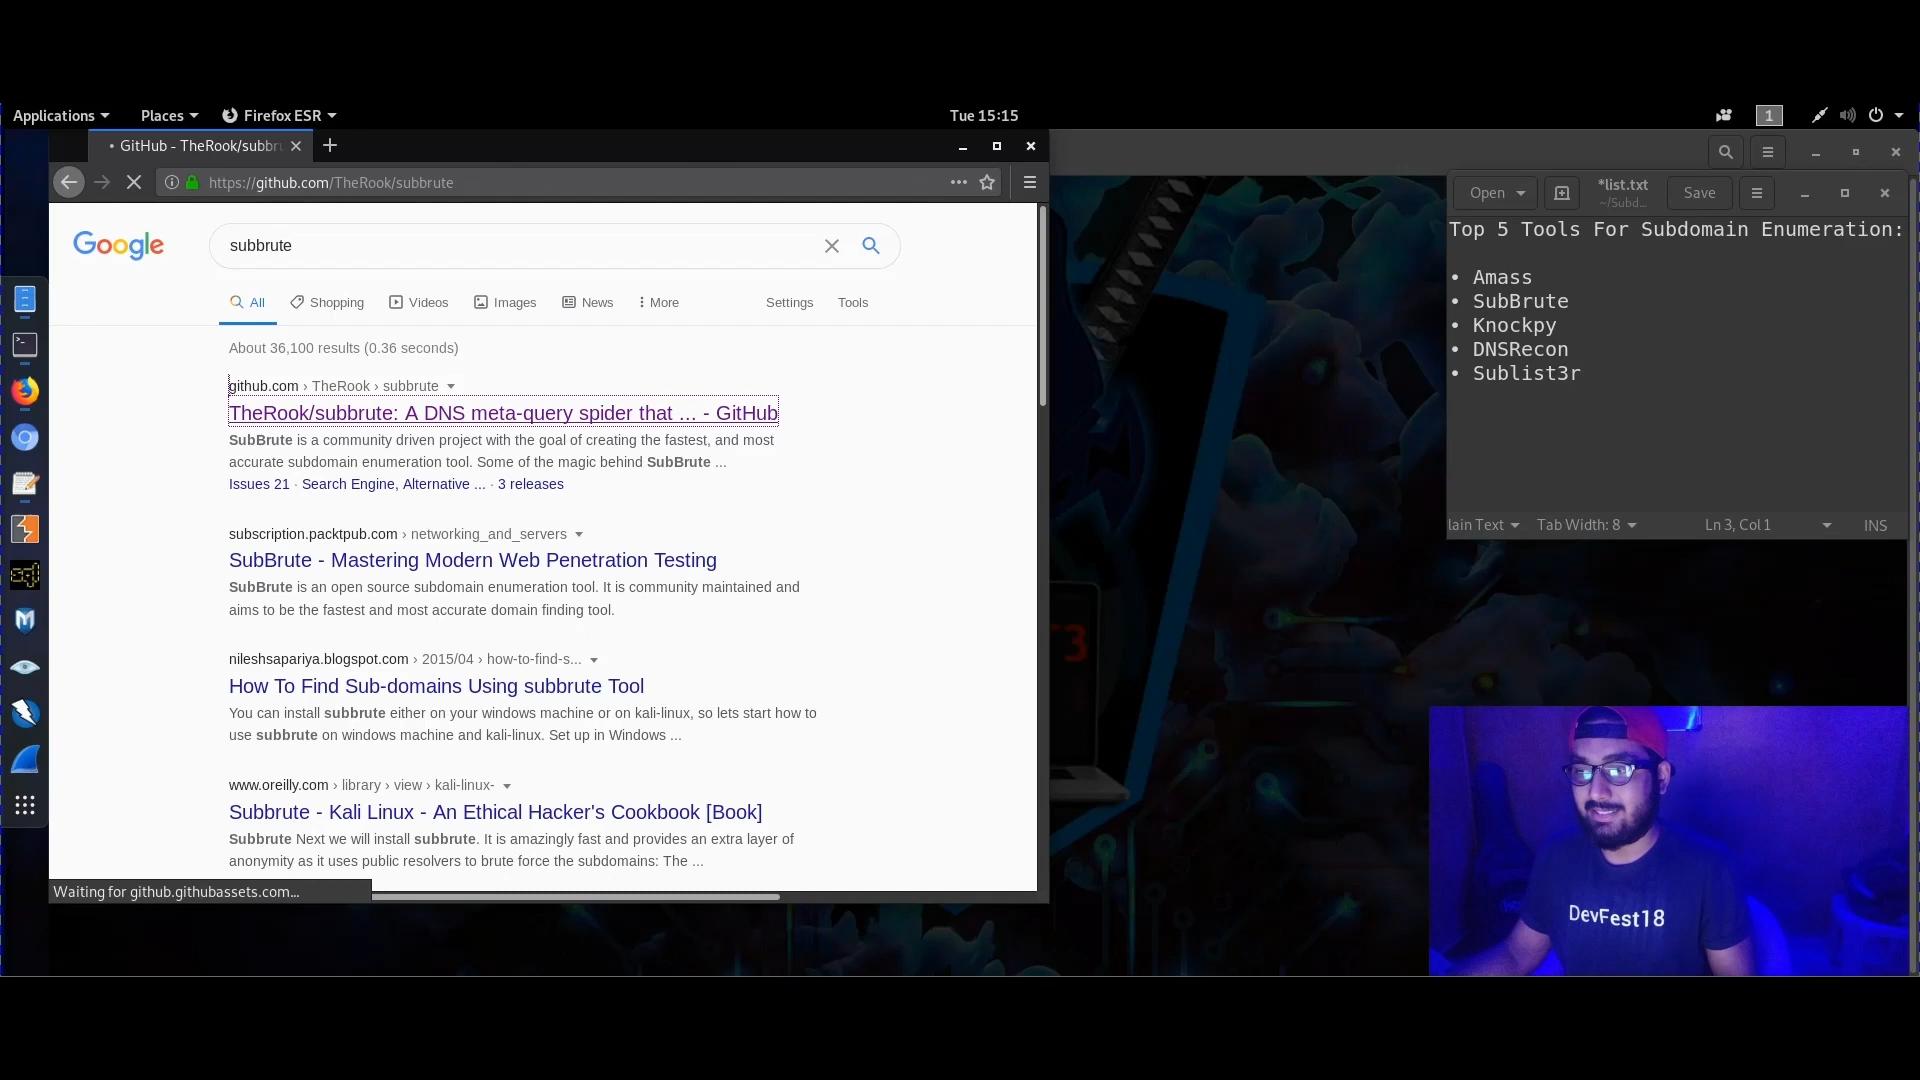 Applications Places Firefox ESR Tue 15:15 1
GitHub - TheRook/subbru
https://github.com/TheRook/subbrute
Google subbrute
All Shopping Videos Images News More Settings Tools
About 36,100 results (0.36 seconds)
github.com › TheRook › subbrute
TheRook/subbrute: A DNS meta-query spider that ... - GitHub
SubBrute is a community driven project with the goal of creating the fastest, and most
accurate subdomain enumeration tool. Some of the magic behind SubBrute ...
Issues 21 · Search Engine, Alternative ... · 3 releases
subscription.packtpub.com › networking_and_servers
SubBrute - Mastering Modern Web Penetration Testing
SubBrute is an open source subdomain enumeration tool. It is community maintained and
aims to be the fastest and most accurate domain finding tool.
nileshsapariya.blogspot.com › 2015/04 › how-to-find-s...
How To Find Sub-domains Using subbrute Tool
You can install subbrute either on your windows machine or on kali-linux, so lets start how to
use subbrute on windows machine and kali-linux. Set up in Windows ...
www.oreilly.com › library › view › kali-linux-
Subbrute - Kali Linux - An Ethical Hacker's Cookbook [Book]
Subbrute Next we will install subbrute. It is amazingly fast and provides an extra layer of
anonymity as it uses public resolvers to brute force the subdomains: The ...
Waiting for github.githubassets.com...
Open *list.txt Save
~/Subd...
Top 5 Tools For Subdomain Enumeration:
• Amass
• SubBrute
• Knockpy
• DNSRecon
• Sublist3r
lain Text Tab Width: 8 Ln 3, Col 1 INS
DevFest18